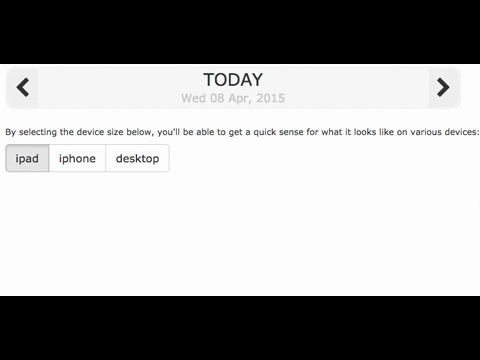 TODAY
Wed 08 Apr, 2015
By selecting the device size below, you'll be able to get a quick sense for what it looks like on various devices:
ipad iphone desktop